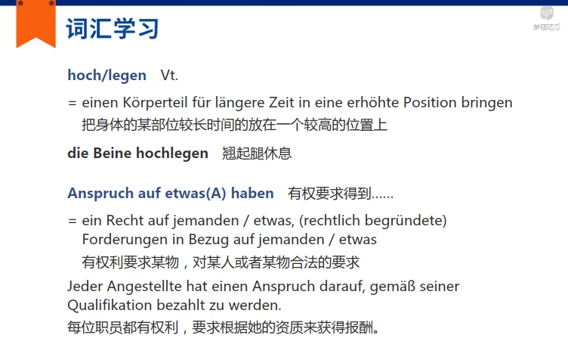 词汇学习
hoch/legen Vt.
= einen Körperteil für längere Zeit in eine erhöhte Position bringen
把身体的某部位较长时间的放在一个较高的位置上
die Beine hochlegen 翘起腿休息
Anspruch auf etwas(A) haben 有权要求得到……
= ein Recht auf jemanden / etwas, (rechtlich begründete)
Forderungen in Bezug auf jemanden / etwas
有权利要求某物，对某人或者某物合法的要求
Jeder Angestellte hat einen Anspruch darauf, gemäß seiner
Qualifikation bezahlt zu werden.
每位职员都有权利，要求根据她的资质来获得报酬。